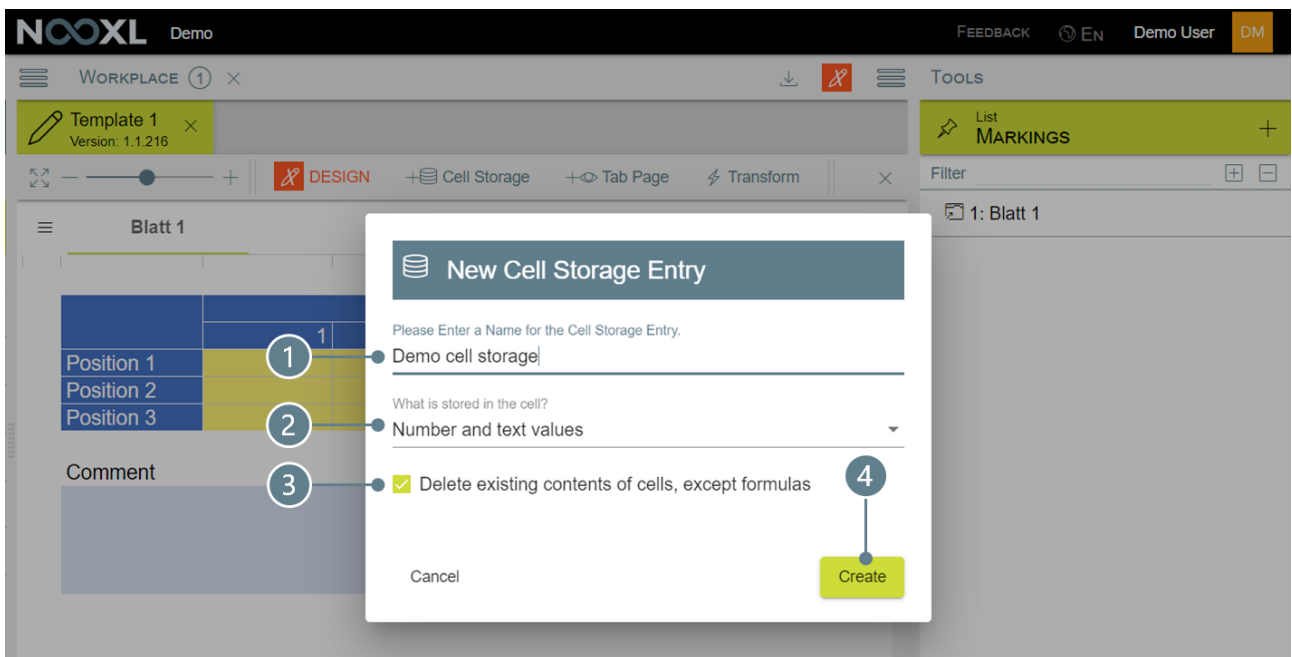 NOOXL Demo FEEDBACK EN Demo User DM
WORKPLACE 1 TOOLS
Template 1
Version: 1.1.216
List
MARKINGS
DESIGN Cell Storage Tab Page Transform
Filter
Blatt 1
1: Blatt 1
New Cell Storage Entry
Please Enter a Name for the Cell Storage Entry.
1
1 Demo cell storage
Position 1
Position 2
Position 3
What is stored in the cell?
2 Number and text values
Comment
3 Delete existing contents of cells, except formulas 4
Cancel Create